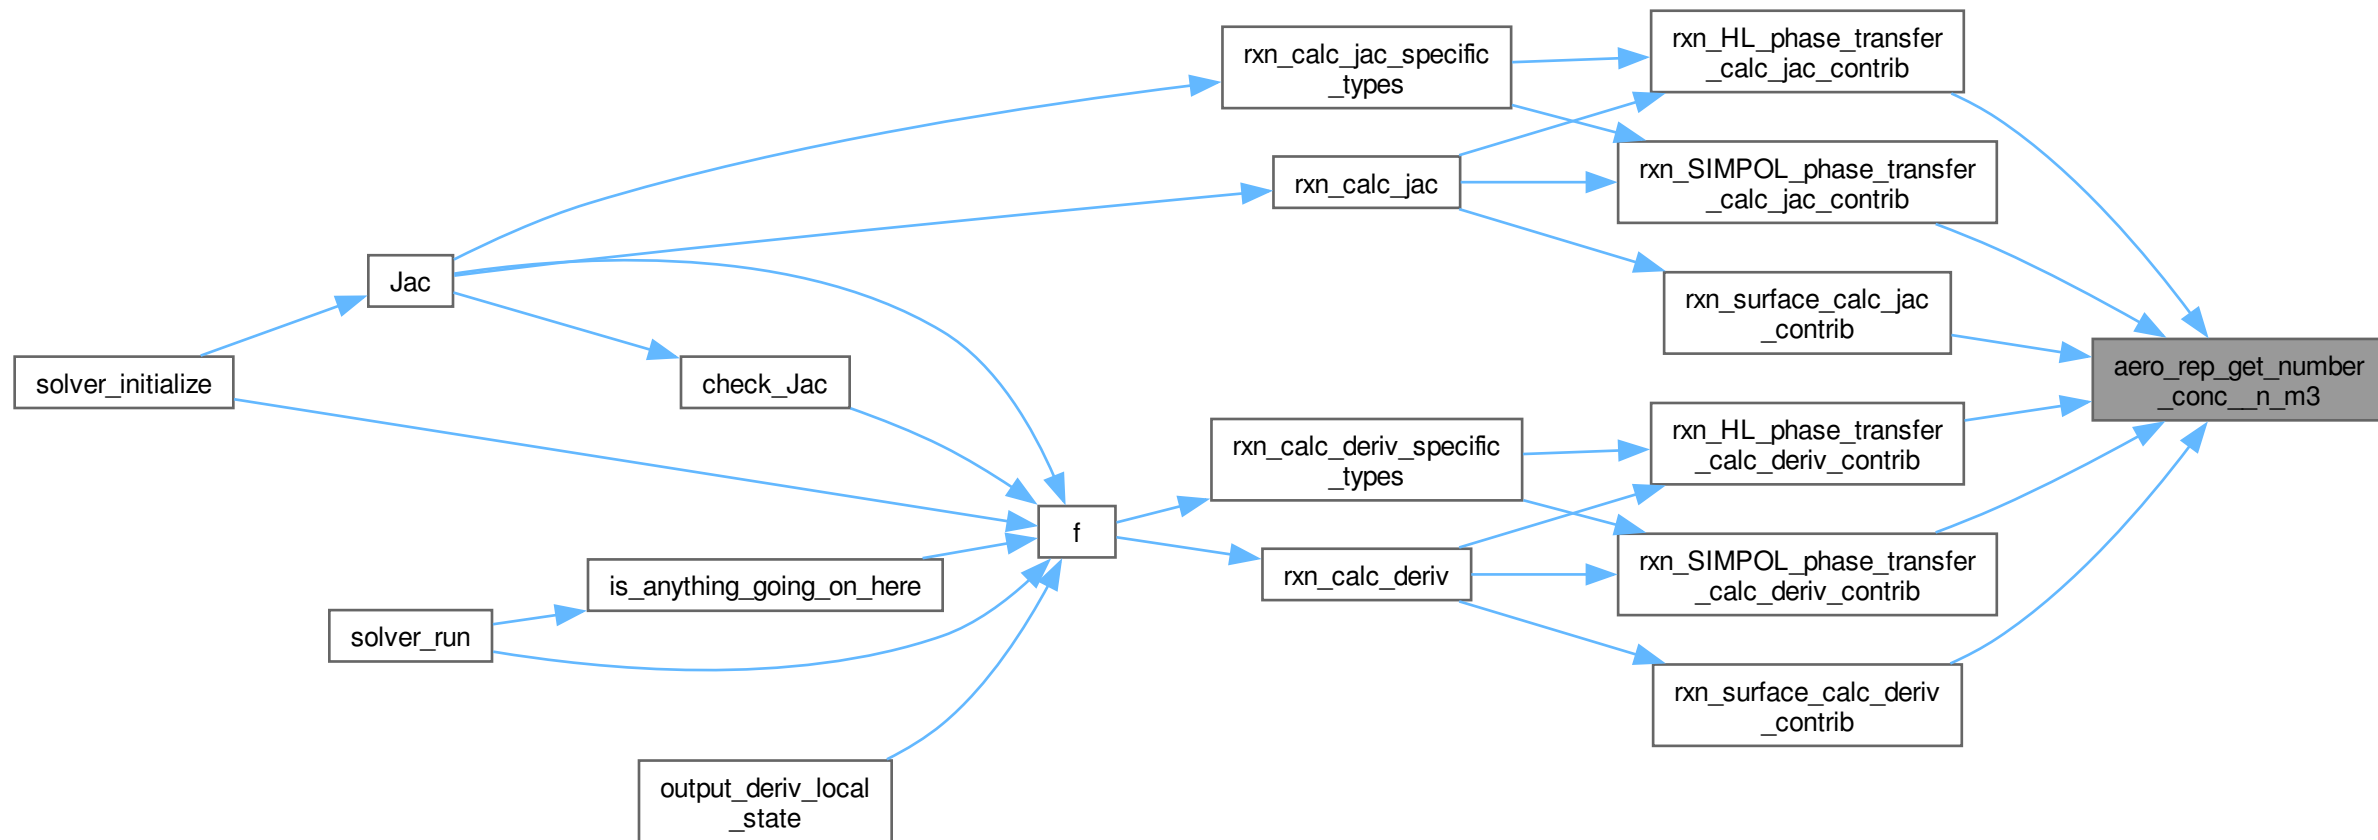 rxn_HL_phase_transfer
_calc_jac_contrib
rxn_calc_jac_specific
_types
rxn_SIMPOL_phase_transfer
_calc_jac_contrib
rxn_calc_jac
Jac
rxn_surface_calc_jac
_contrib
solver_initialize
check_Jac
aero_rep_get_number
_conc__n_m3
rxn_HL_phase_transfer
_calc_deriv_contrib
rxn_calc_deriv_specific
_types
f
rxn_SIMPOL_phase_transfer
_calc_deriv_contrib
rxn_calc_deriv
is_anything_going_on_here
solver_run
rxn_surface_calc_deriv
_contrib
output_deriv_local
_state